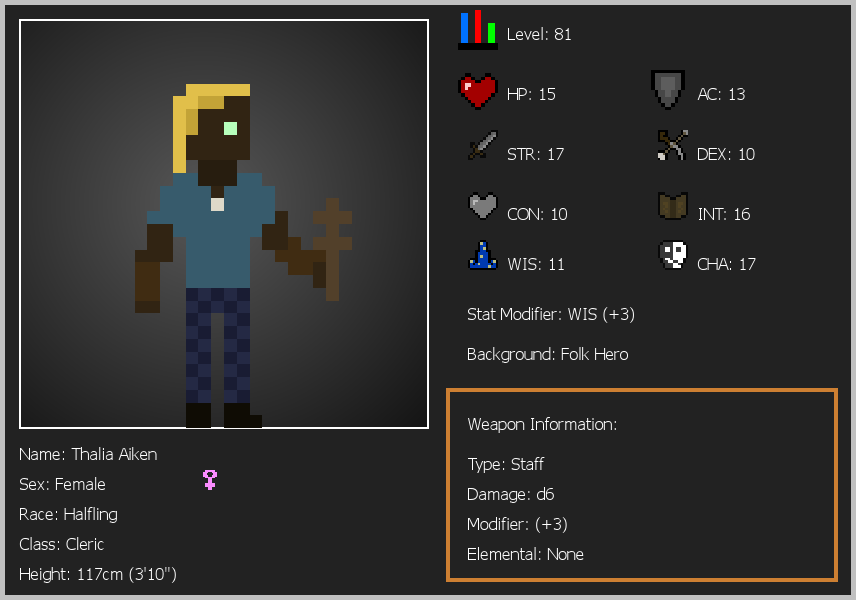 Level: 81
HP: 15
AC: 13
STR: 17
DEX: 10
CON: 10
INT: 16
WIS: 11
CHA: 17
Stat Modifier: WIS (+3)
Background: Folk Hero
Weapon Information:
Type: Staff
Damage: d6
Modifier: (+3)
Elemental: None
Name: Thalia Aiken
Sex: Female
Race: Halfling
Class: Cleric
Height: 117cm (3'10")